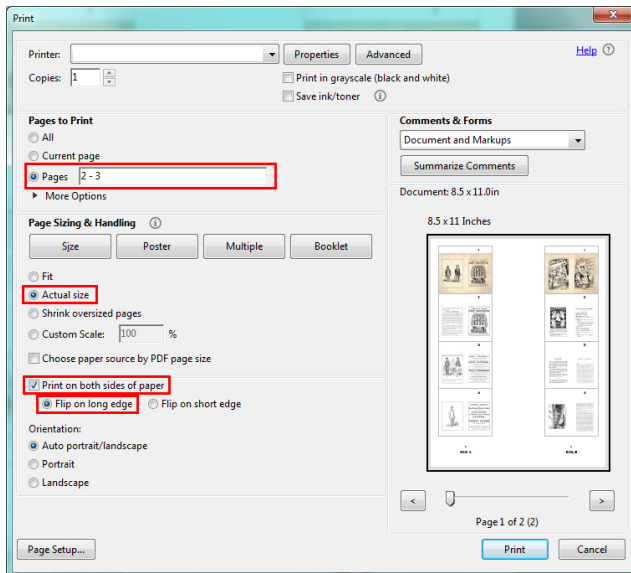 Print
Printer: Properties Advanced Help
Copies: 1 Print in grayscale (black and white)
Save ink/toner
Pages to Print
All
Current page
Pages 2 - 3
More Options
Page Sizing & Handling
Size Poster Multiple Booklet
Fit
Actual size
Shrink oversized pages
Custom Scale: 100 %
Choose paper source by PDF page size
Print on both sides of paper
Flip on long edge Flip on short edge
Orientation:
Auto portrait/landscape
Portrait
Landscape
Comments & Forms
Document and Markups
Summarize Comments
Document: 8.5 x 11.0in
8.5 x 11 Inches
< >
Page 1 of 2 (2)
Page Setup... Print Cancel